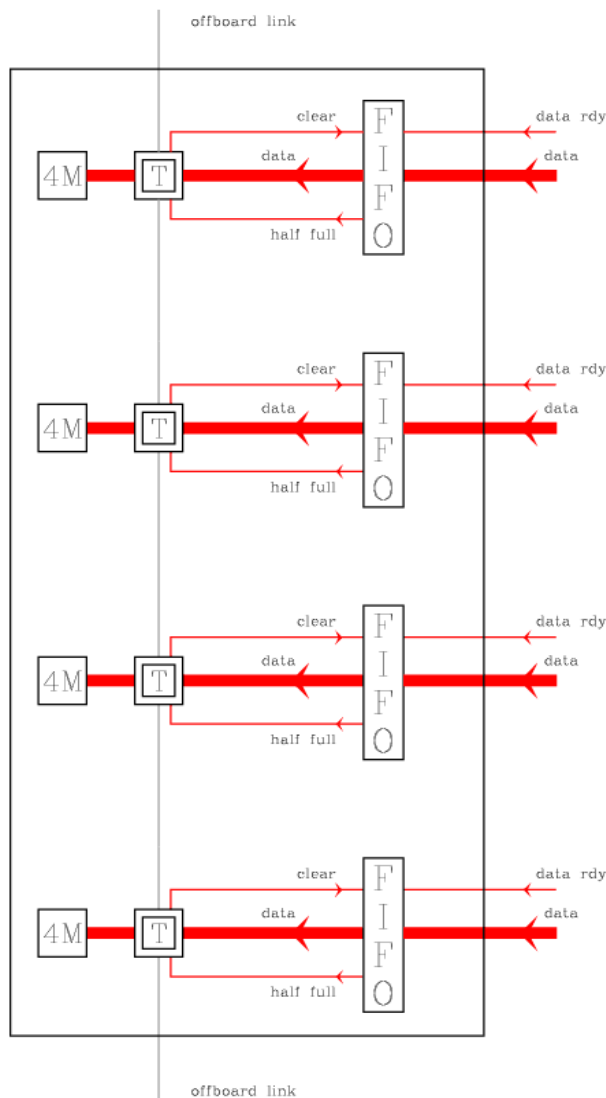 offboard link
clear
data rdy
F
data
data
4M
T
I
F
half full
O
clear
data rdy
F
data
data
4M
T
I
F
half full
O
clear
data rdy
F
data
data
4M
T
I
F
half full
O
clear
data rdy
F
data
data
4M
T
I
F
half full
O
offboard link